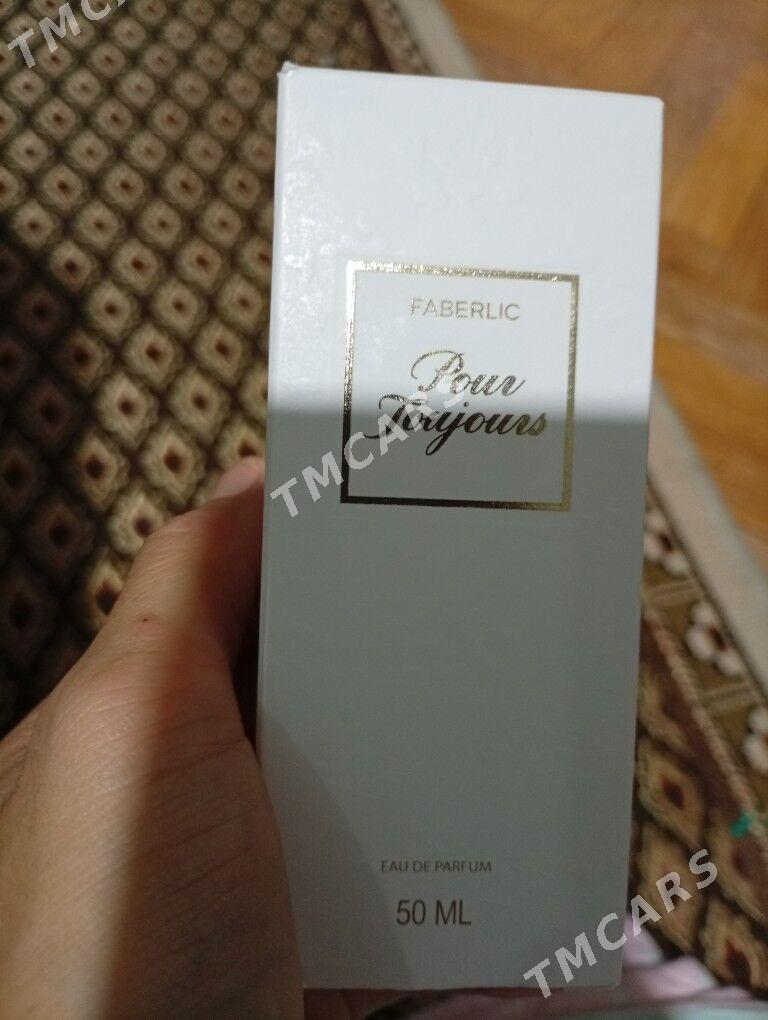 TMCARS
FABERLIC
Pour
Toujours
TMCARS
EAU DE PARFUM
50 ML
TMCARS